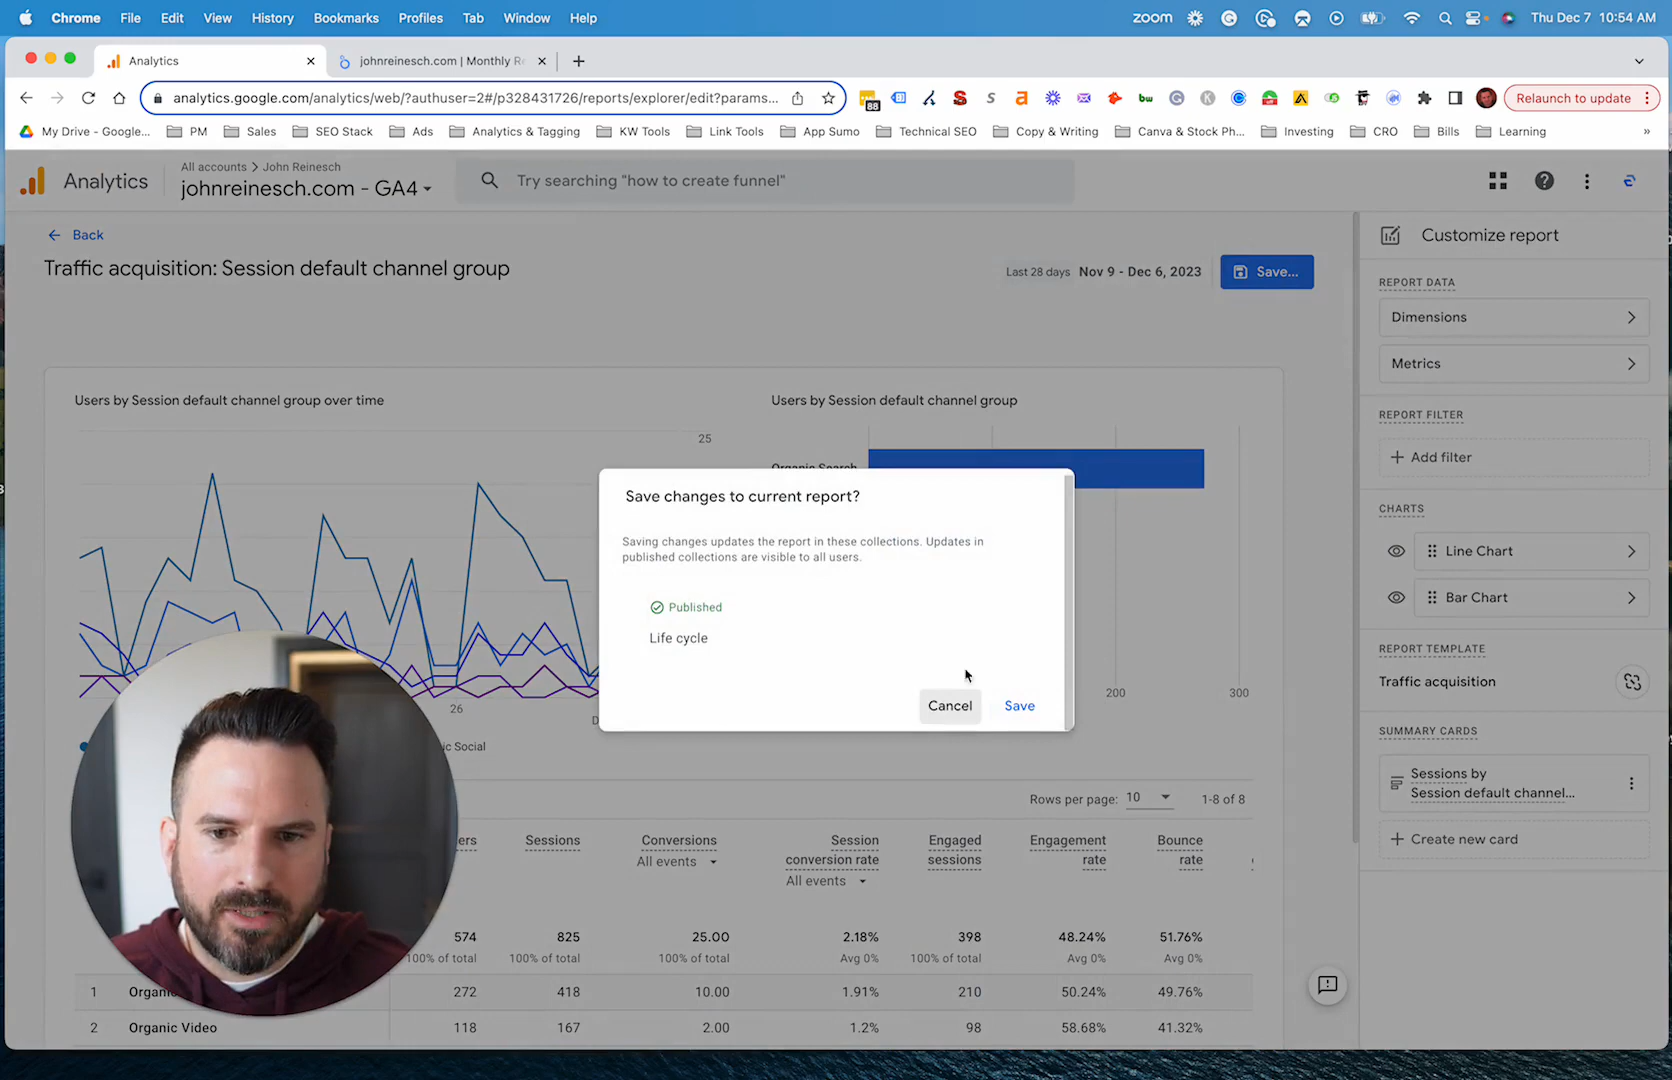 Chrome File Edit View History Bookmarks Profiles Tab Window Help zoom Thu Dec 7 10:54 AM
Analytics johnreinesch.com | Monthly Re
analytics.google.com/analytics/web/?authuser=2#/p328431726/reports/explorer/edit?params... 88 Relaunch to update
My Drive - Google... PM Sales SEO Stack Ads Analytics & Tagging KW Tools Link Tools App Sumo Technical SEO Copy & Writing Canva & Stock Ph... Investing CRO Bills Learning »
Analytics
All accounts > John Reinesch
johnreinesch.com - GA4
Try searching "how to create funnel"
Back
Traffic acquisition: Session default channel group
Last 28 days Nov 9 - Dec 6, 2023
Save...
Users by Session default channel group over time
25
26
Users by Session default channel group
Organic Search
200 300
Save changes to current report?
Saving changes updates the report in these collections. Updates in
published collections are visible to all users.
Published
Life cycle
Cancel Save
ic Social
Rows per page: 10 1-8 of 8
ers Sessions Conversions Session Engaged Engagement Bounce
All events conversion rate sessions rate rate
All events
574 825 25.00 2.18% 398 48.24% 51.76%
100% of total 100% of total 100% of total Avg 0% 100% of total Avg 0% Avg 0%
1 Organi 272 418 10.00 1.91% 210 50.24% 49.76%
2 Organic Video 118 167 2.00 1.2% 98 58.68% 41.32%
Customize report
REPORT DATA
Dimensions
Metrics
REPORT FILTER
Add filter
CHARTS
Line Chart
Bar Chart
REPORT TEMPLATE
Traffic acquisition
SUMMARY CARDS
Sessions by
Session default channel...
Create new card